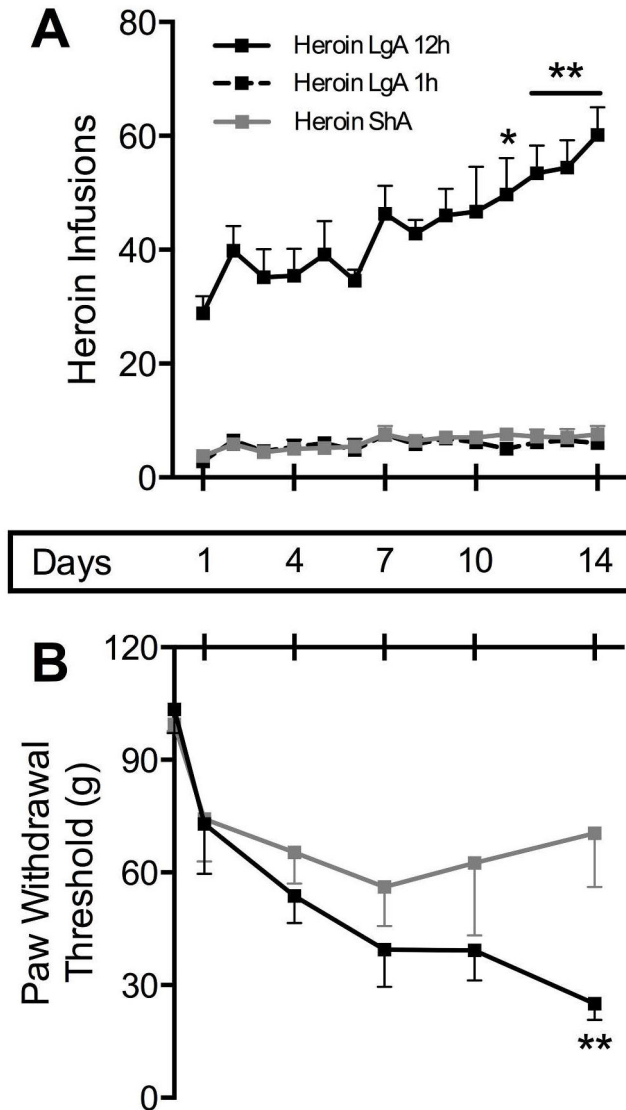 A
80
60
40
20
0
Heroin Infusions
Heroin LgA 12h
Heroin LgA 1h
Heroin ShA
*
**
Days 1 4 7 10 14
B
120
90
60
30
0
Paw Withdrawal
Threshold (g)
**